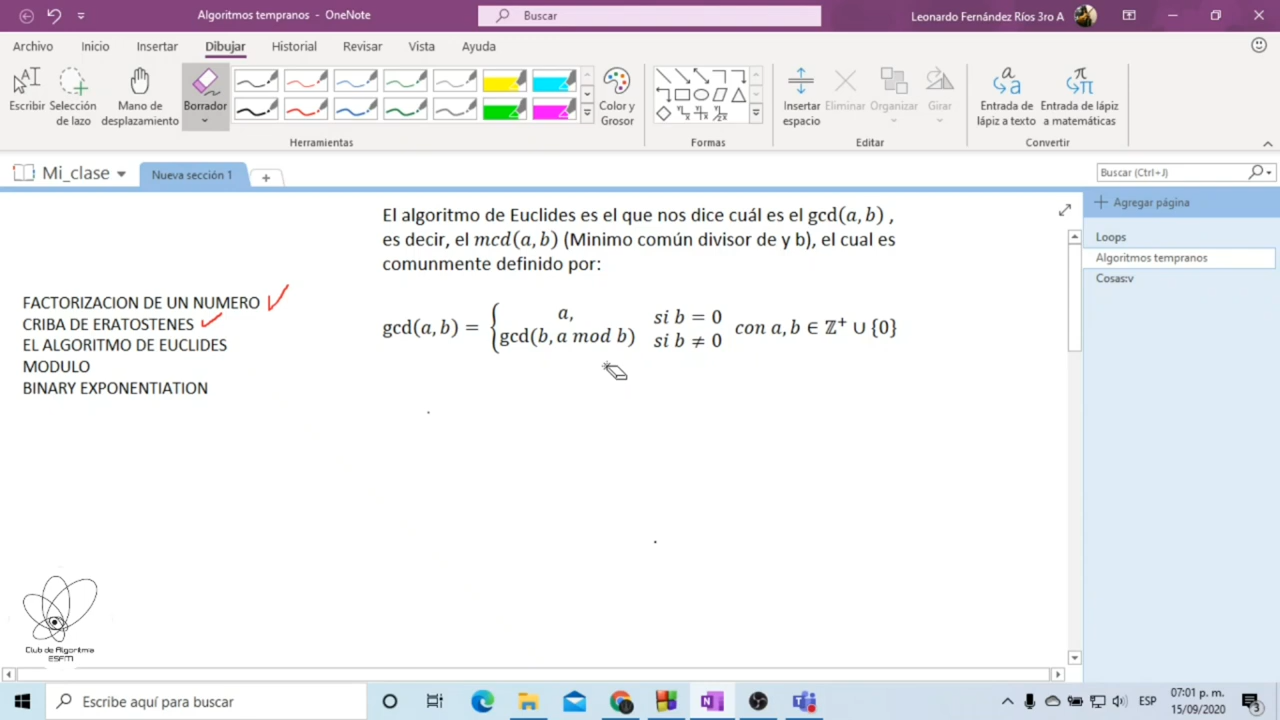 Algoritmos tempranos - OneNote
Buscar
Leonardo Fernández Ríos 3ro A
Archivo Inicio Insertar Dibujar Historial Revisar Vista Ayuda
Escribir
Selección de lazo
Mano de desplazamiento
Borrador
Color y Grosor
Insertar espacio
Eliminar
Organizar
Girar
Entrada de lápiz a texto
Entrada de lápiz a matemáticas
Herramientas
Formas
Editar
Convertir
Mi_clase
Nueva sección 1
Buscar (Ctrl+J)
Agregar página
Loops
Algoritmos tempranos
Cosas:v
El algoritmo de Euclides es el que nos dice cuál es el gcd(a, b) ,
es decir, el mcd(a, b) (Minimo común divisor de y b), el cual es
comunmente definido por:
gcd(a, b) = { a, si b = 0
gcd(b, a mod b) si b ≠ 0 con a, b ∈ ℤ⁺ ∪ {0}
FACTORIZACION DE UN NUMERO
CRIBA DE ERATOSTENES
EL ALGORITMO DE EUCLIDES
MODULO
BINARY EXPONENTIATION
Club de Algoritmia
ESFM
Escribe aquí para buscar
ESP
07:01 p. m.
15/09/2020
3